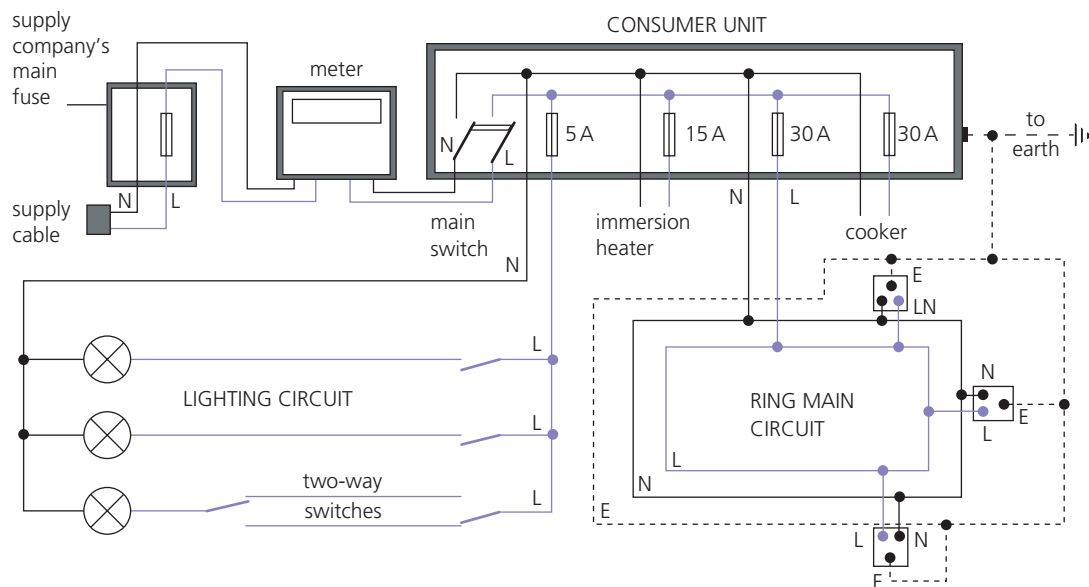 supply
company's
main
fuse
meter
CONSUMER UNIT
N
L
5 A
15 A
30 A
30 A
to
earth
N
L
supply
cable
main
switch
immersion
heater
N
L
cooker
N
E
LN
L
LIGHTING CIRCUIT
L
two-way
switches
L
RING MAIN
CIRCUIT
N
E
L
L
N
E
L
N
E